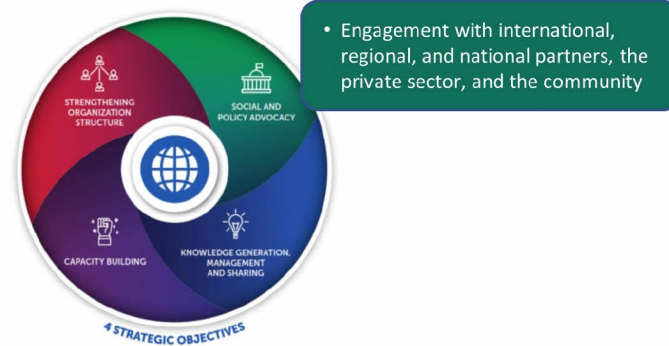 • Engagement with international,
regional, and national partners, the
private sector, and the community
STRENGTHENING
ORGANIZATION
STRUCTURE
SOCIAL AND
POLICY ADVOCACY
CAPACITY BUILDING
KNOWLEDGE GENERATION,
MANAGEMENT
AND SHARING
4 STRATEGIC OBJECTIVES